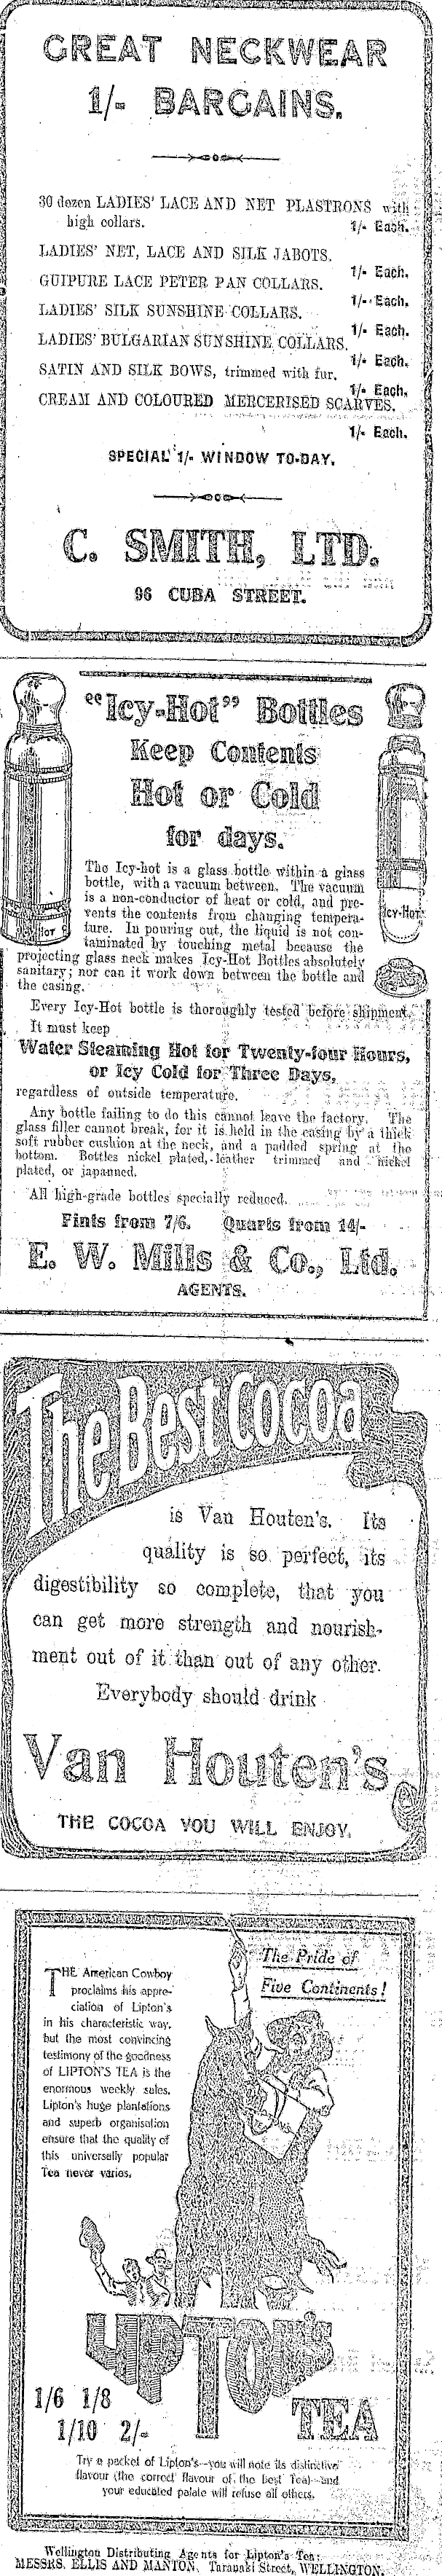 GREAT NECKWEAR
1/- BARGAINS.
30 dozen LADIES' LACE AND NET PLASTRONS with
high collars. 1/- Each.
LADIES' NET, LACE AND SILK JABOTS.
1/- Each.
GUIPURE LACE PETER PAN COLLARS.
1/- Each.
LADIES' SILK SUNSHINE COLLARS.
1/- Each.
LADIES' BULGARIAN SUNSHINE COLLARS.
1/- Each.
SATIN AND SILK BOWS, trimmed with fur.
1/- Each.
CREAM AND COLOURED MERCERISED SCARVES.
1/- Each.
SPECIAL 1/- WINDOW TO-DAY.
C. SMITH, LTD.
96 CUBA STREET.
"Icy-Hot" Bottles
Keep Contents
Hot or Cold
for days.
The Icy-hot is a glass bottle within a glass
bottle, with a vacuum between. The vacuum
is a non-conductor of heat or cold, and pre-
vents the contents from changing tempera-
ture. In pouring out, the liquid is not con-
taminated by touching metal because the
projecting glass neck makes Icy-Hot Bottles absolutely
sanitary; nor can it work down between the bottle and
the casing.
HOT
Icy-Hot
Every Icy-Hot bottle is thoroughly tested before shipment.
It must keep
Water Steaming Hot for Twenty-four Hours,
or Icy Cold for Three Days,
regardless of outside temperature.
Any bottle failing to do this cannot leave the factory. The
glass filler cannot break, for it is held in the casing by a thick
soft rubber cushion at the neck, and a padded spring at the
bottom. Bottles nickel plated, leather trimmed and nickel
plated, or japanned.
All high-grade bottles specially reduced.
Pints from 7/6. Quarts from 14/-
E. W. Mills & Co., Ltd.
AGENTS.
The Best Cocoa
is Van Houten's. Its
quality is so perfect, its
digestibility so complete, that you
can get more strength and nourish-
ment out of it than out of any other.
Everybody should drink
Van Houten's
THE COCOA YOU WILL ENJOY.
The Pride of
Five Continents!
THE American Cowboy
proclaims his appre-
ciation of Lipton's
in his characteristic way,
but the most convincing
testimony of the goodness
of LIPTON'S TEA is the
enormous weekly sales.
Lipton's huge plantations
and superb organisation
ensure that the quality of
this universally popular
Tea never varies.
LIPTON'S
TEA
1/6 1/8
1/10 2/-
Try a packet of Lipton's—you will note its distinctive
flavour (the correct flavour of the best Tea)—and
your educated palate will refuse all others.
Wellington Distributing Agents for Lipton's Tea:
MESSRS. ELLIS AND MANTON, Taranaki Street, WELLINGTON.